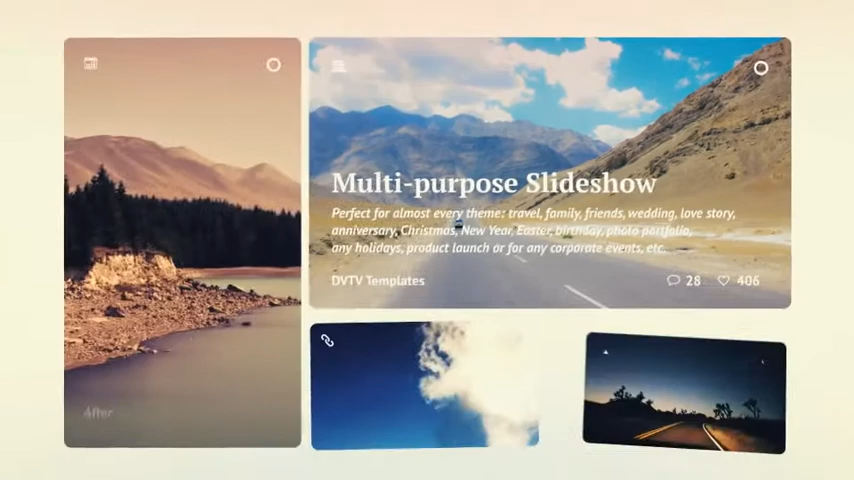 Multi-purpose Slideshow
Perfect for almost every theme: travel, family, friends, wedding, love story,
anniversary, Christmas, New Year, Easter, birthday, photo portfolio,
any holidays, product launch or for any corporate events, etc.
DVTV Templates
28
406
After